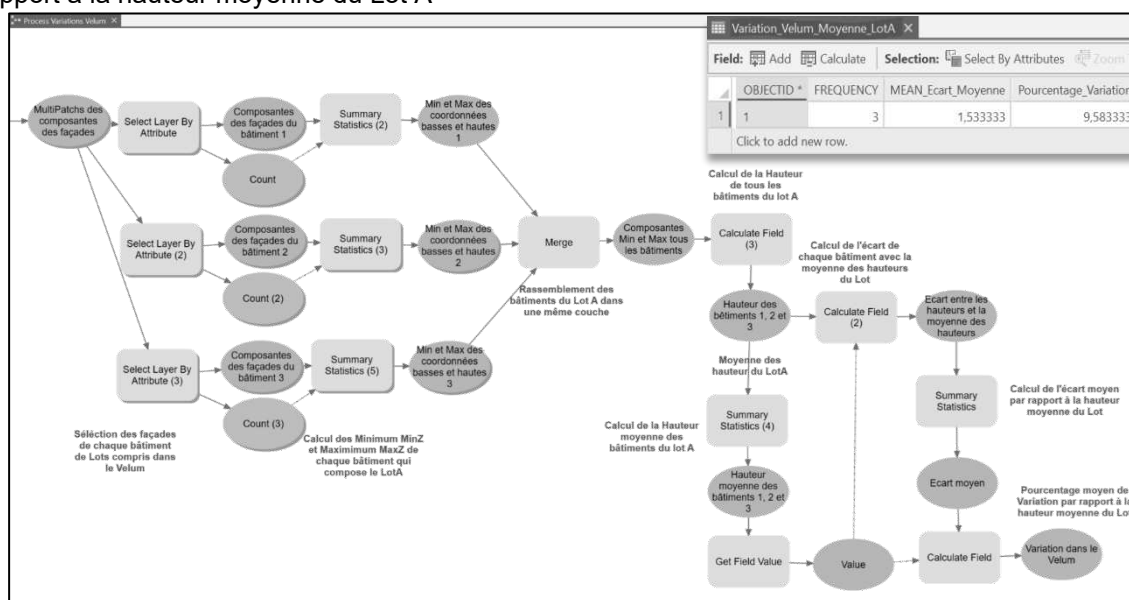 pport à la hauteur moyenne du Lot A
Process Variations Velum
Variation_Velum_Moyenne_LotA
Field: Add Calculate Selection: Select By Attributes Zoom
OBJECTID * FREQUENCY MEAN_Ecart_Moyenne Pourcentage_Variation
1 1 3 1,533333 9,583333
Click to add new row.
MultiPatchs des
composantes
des façades
Select Layer By
Attribute
Composantes
des façades du
bâtiment 1
Count
Summary
Statistics (2)
Min et Max des
coordonnées
basses et hautes
1
Select Layer By
Attribute (2)
Composantes
des façades du
bâtiment 2
Count (2)
Summary
Statistics (3)
Min et Max des
coordonnées
basses et hautes
2
Select Layer By
Attribute (3)
Composantes
des façades du
bâtiment 3
Count (3)
Summary
Statistics (5)
Min et Max des
coordonnées
basses et hautes
3
Séléction des façades
de chaque bâtiment
de Lots compris dans
le Velum
Calcul des Minimum MinZ
et Maximimum MaxZ de
chaque bâtiment qui
compose le LotA
Merge
Rassemblement des
bâtiments du Lot A dans
une même couche
Composantes
Min et Max tous
les bâtiments
Calcul de la Hauteur
de tous les
bâtiments du lot A
Calculate Field
(3)
Hauteur des
bêtiments 1, 2 et
3
Calcul de l'écart de
chaque bâtiment avec la
moyenne des hauteurs
du Lot
Calculate Field
(2)
Ecart entre les
hauteurs et la
moyenne des
hauteurs
Moyenne des
hauteur du LotA
Summary
Statistics (4)
Calcul de la Hauteur
moyenne des
bâtiments du lot A
Hauteur
moyenne des
bâtiments 1, 2 et
3
Get Field Value
Value
Summary
Statistics
Calcul de l'écart moyen
par rapport à la hauteur
moyenne du Lot
Ecart moyen
Pourcentage moyen de
Variation par rapport à la
hauteur moyenne du Lot
Calculate Field
Variation dans le
Velum